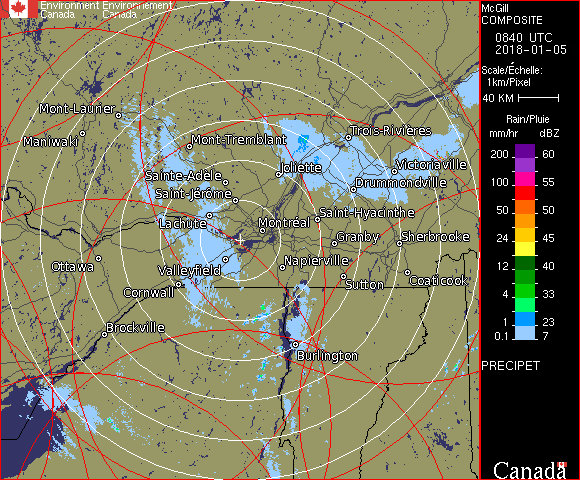 Environment Environnement
Canada Canada
McGill
COMPOSITE
0840 UTC
2018-01-05
Scale/Échelle:
1km/Pixel
40 KM
Rain/Pluie
mm/hr dBZ
200 60
100 55
50 50
24 45
12 40
4 33
1 23
0.1 7
PRECIPET
Canada
Mont-Laurier
Maniwaki
Mont-Tremblant
Trois-Rivières
Joliette
Victoriaville
Sainte-Adèle
Drummondville
Saint-Jérôme
Lachute
Saint-Hyacinthe
Montréal
Granby
Sherbrooke
Ottawa
Valleyfield
Napierville
Cornwall
Sutton
Coaticook
Brockville
Burlington